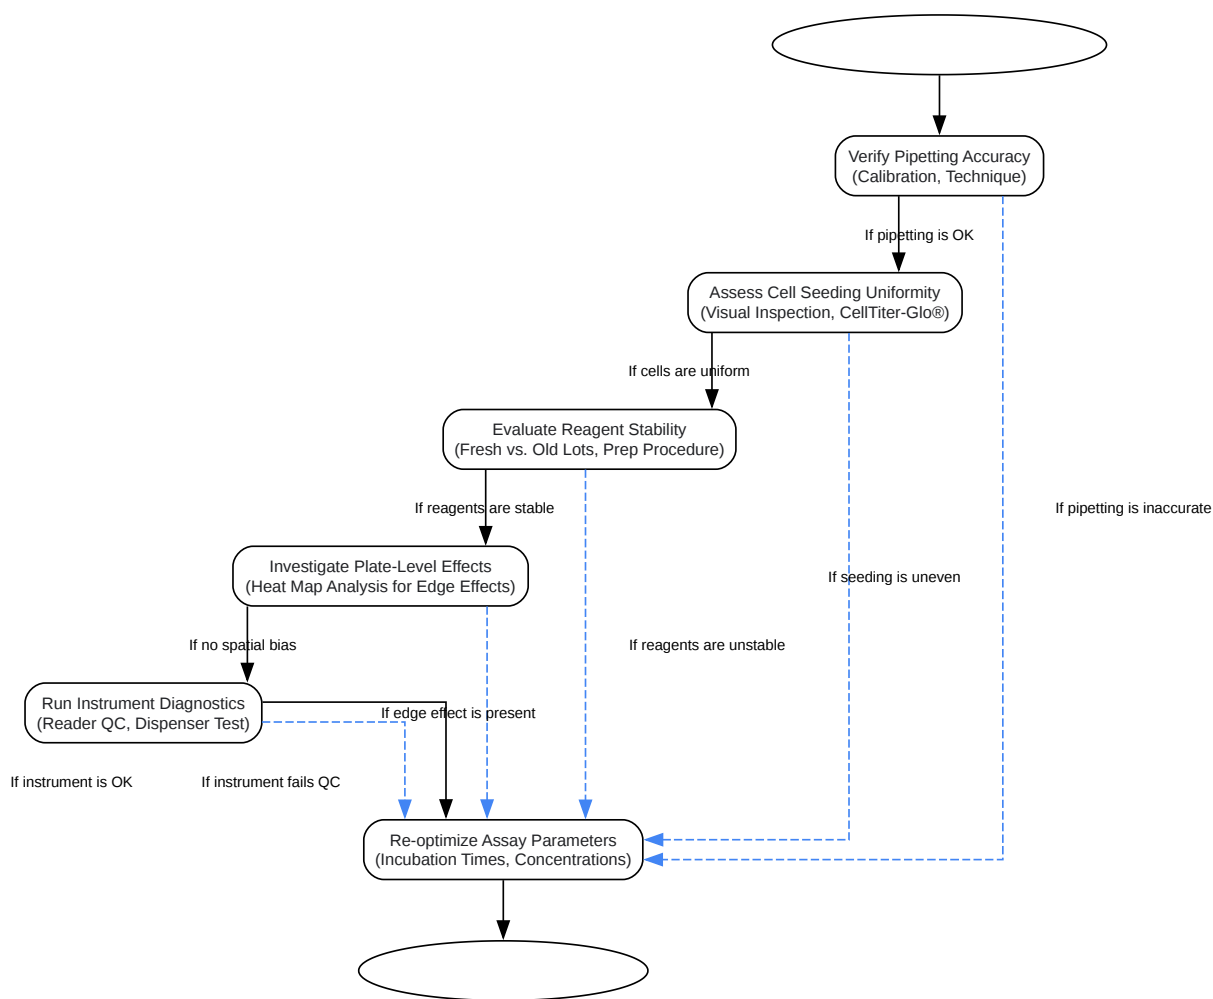 Verify Pipetting Accuracy
(Calibration, Technique)
If pipetting is OK
Assess Cell Seeding Uniformity
(Visual Inspection, CellTiter-Glo®)
If cells are uniform
Evaluate Reagent Stability
(Fresh vs. Old Lots, Prep Procedure)
If reagents are stable
If pipetting is inaccurate
Investigate Plate-Level Effects
(Heat Map Analysis for Edge Effects)
If seeding is uneven
If no spatial bias
If reagents are unstable
Run Instrument Diagnostics
(Reader QC, Dispenser Test)
If edge effect is present
If instrument is OK
If instrument fails QC
Re-optimize Assay Parameters
(Incubation Times, Concentrations)